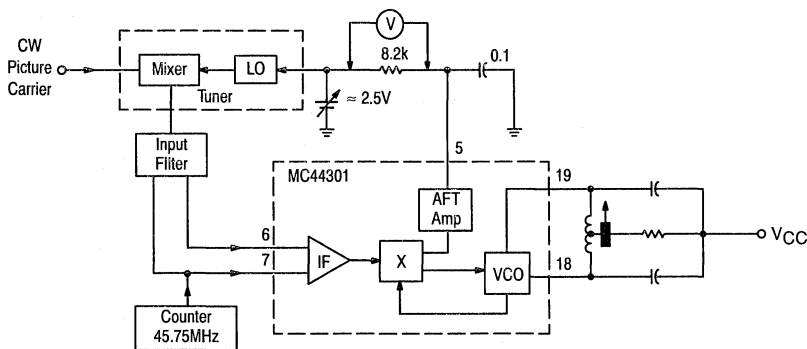 CW
Picture
Carrier
Mixer
LO
Tuner
V
8.2k
0.1
≈ 2.5V
Input
Filter
5
MC44301
AFT
Amp
19
6
7
IF
X
VCO
18
VCC
Counter
45.75MHz